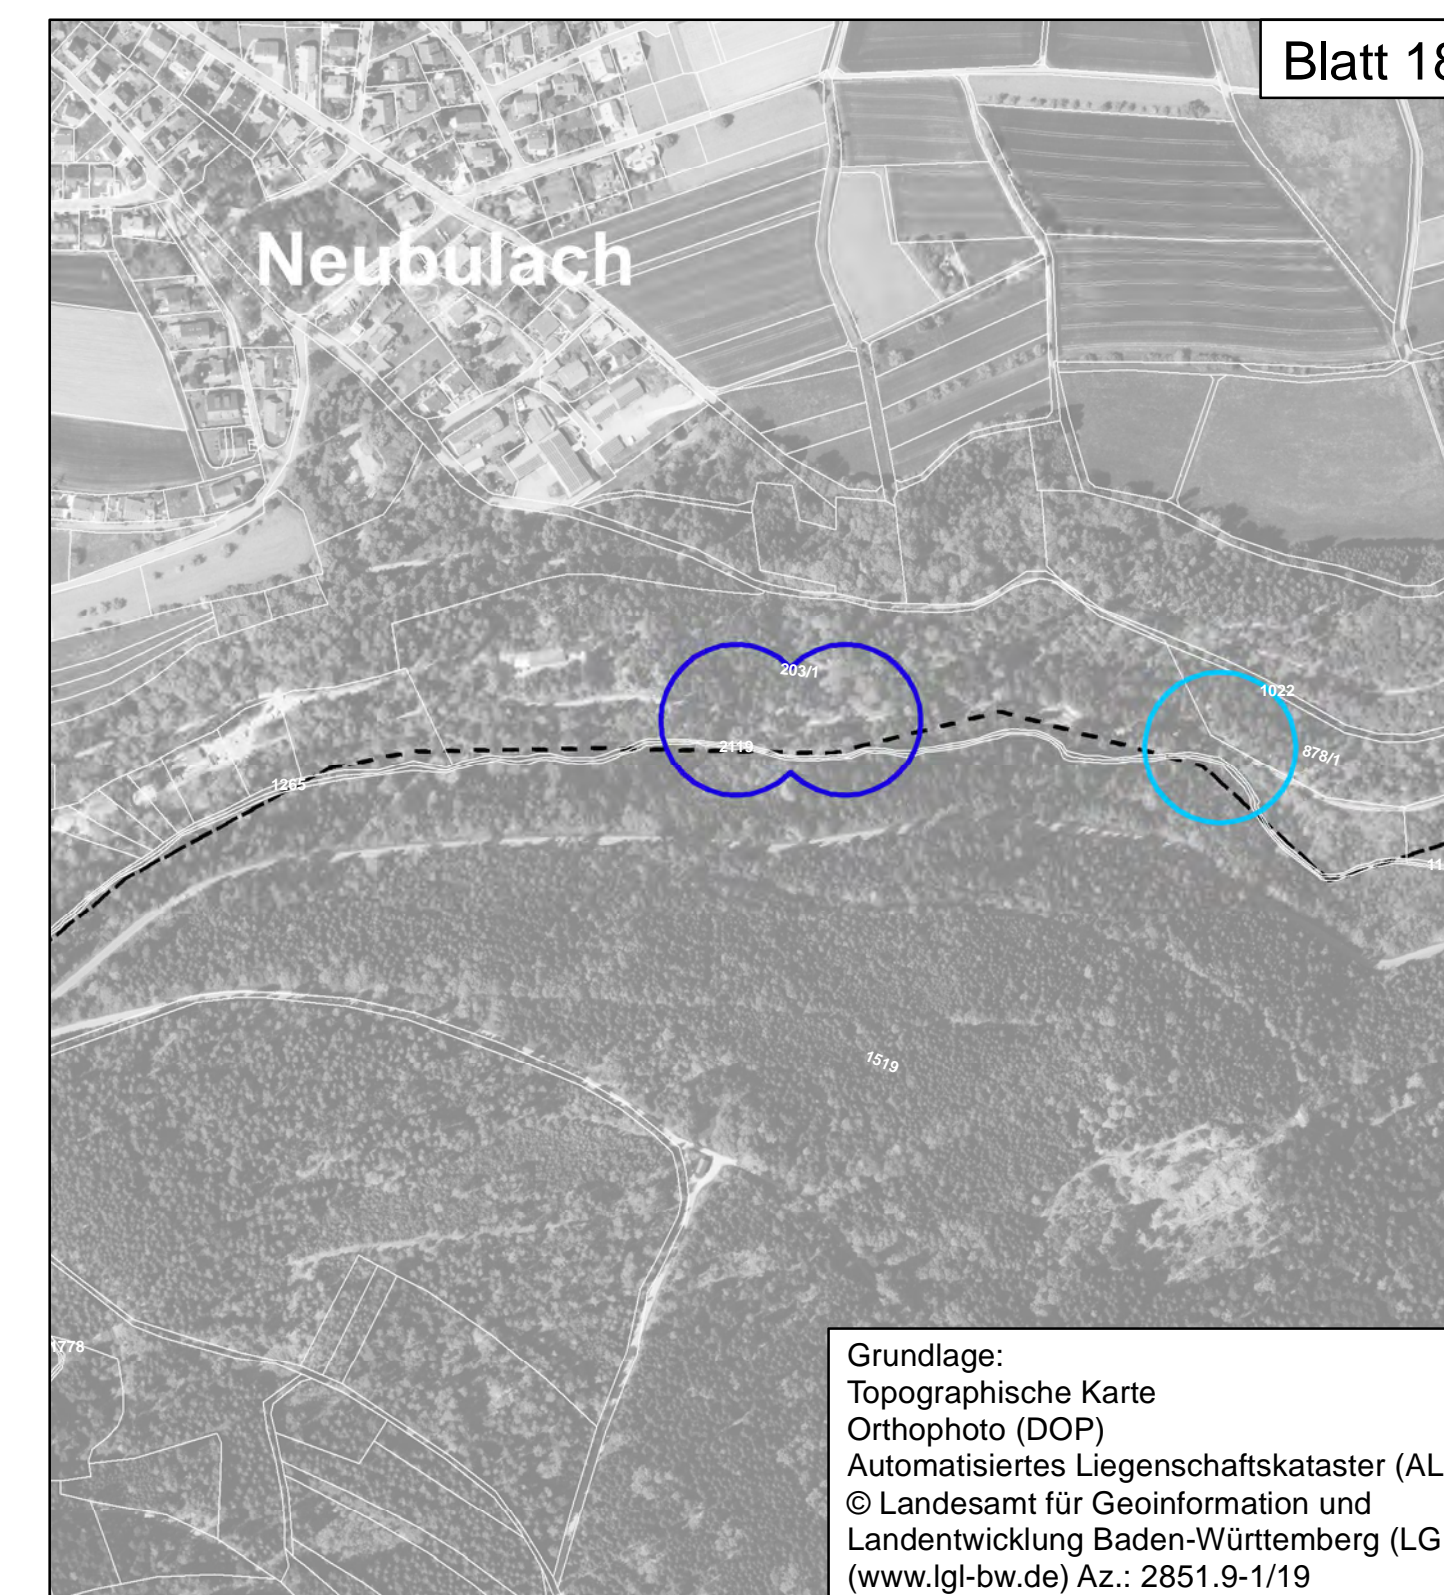 Blatt 18
Neubulach
203/1
1022
2119
878/1
1265
11
1519
1778
Grundlage:
Topographische Karte
Orthophoto (DOP)
Automatisiertes Liegenschaftskataster (AL
© Landesamt für Geoinformation und
Landentwicklung Baden-Württemberg (LG
(www.lgl-bw.de) Az.: 2851.9-1/19